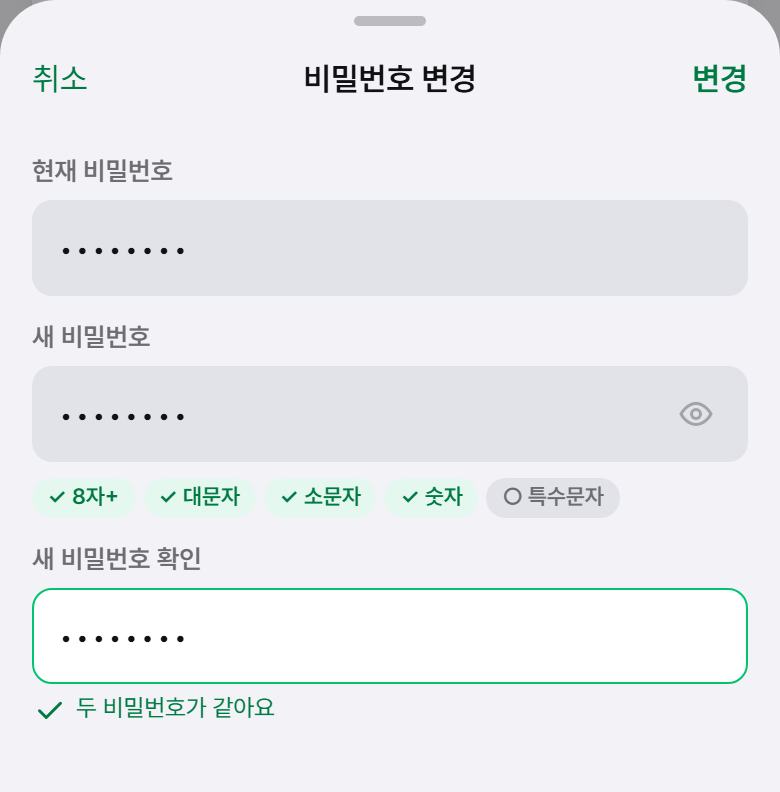 취소 비밀번호 변경 변경
현재 비밀번호
••••••••
새 비밀번호
••••••••
8자+ 대문자 소문자 숫자 특수문자
새 비밀번호 확인
••••••••
두 비밀번호가 같아요